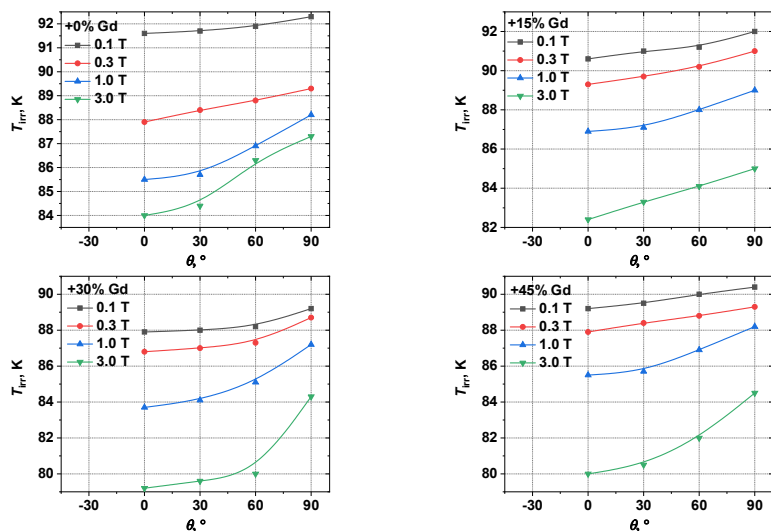 +0% Gd
0.1 T
0.3 T
1.0 T
3.0 T
92
91
90
89
88
87
86
85
84
T_irr, K
-30 0 30 60 90
θ, °
+15% Gd
0.1 T
0.3 T
1.0 T
3.0 T
92
90
88
86
84
82
T_irr, K
-30 0 30 60 90
θ, °
+30% Gd
0.1 T
0.3 T
1.0 T
3.0 T
90
88
86
84
82
80
T_irr, K
-30 0 30 60 90
θ, °
+45% Gd
0.1 T
0.3 T
1.0 T
3.0 T
90
88
86
84
82
80
T_irr, K
-30 0 30 60 90
θ, °